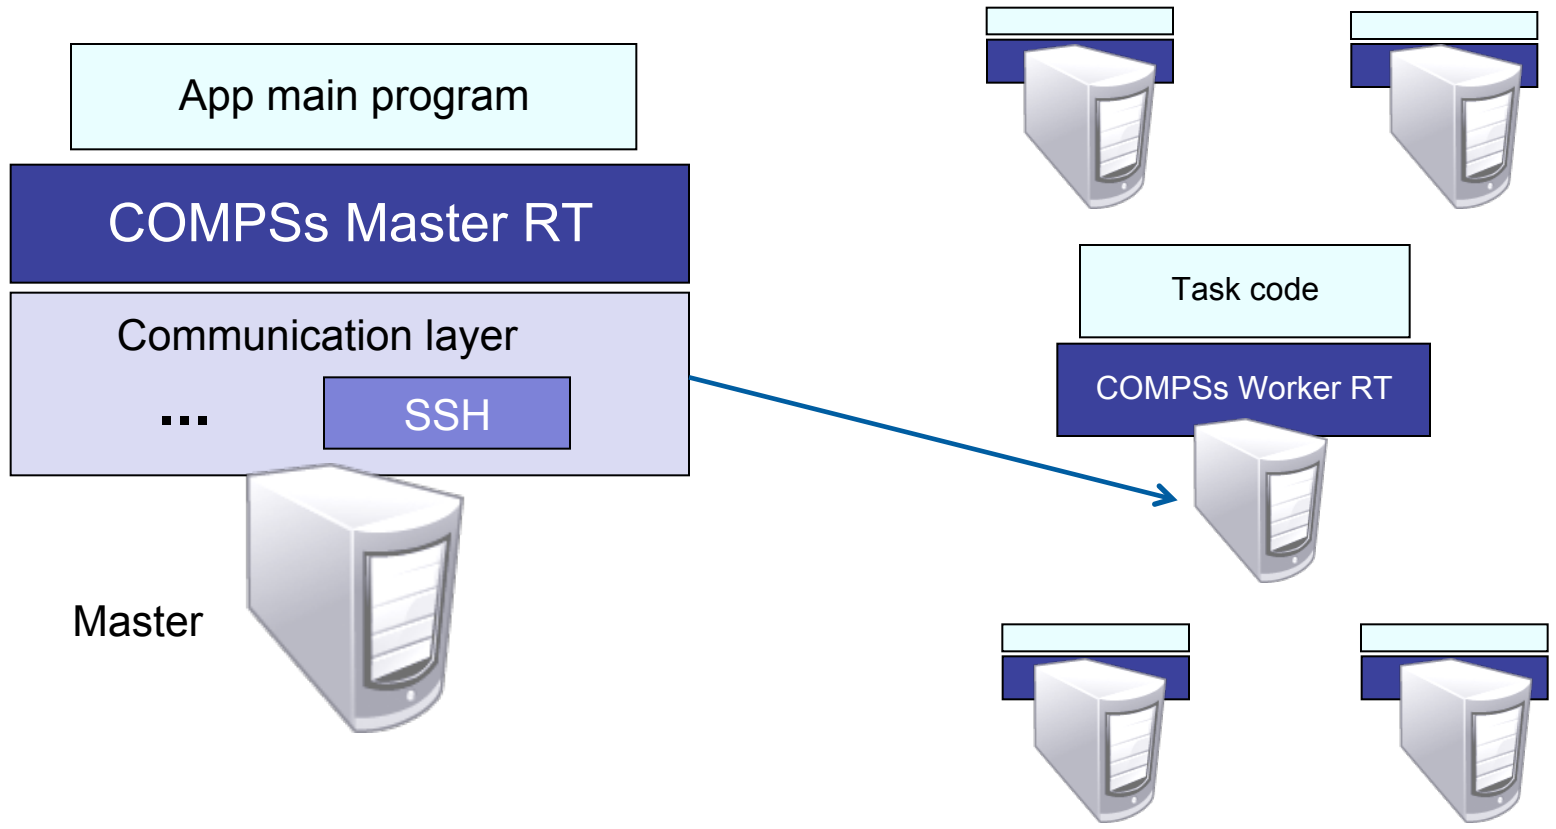 App main program
COMPSs Master RT
Communication layer
... SSH
Master
Task code
COMPSs Worker RT